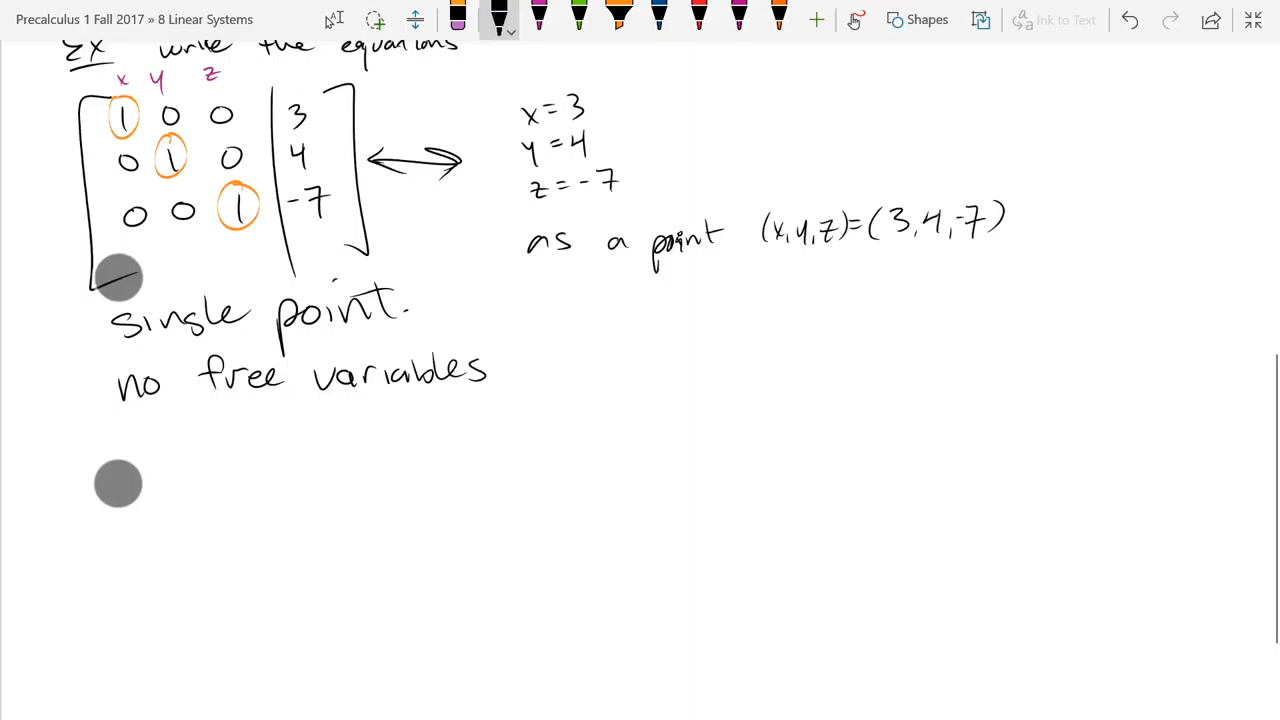 Precalculus 1 Fall 2017 » 8 Linear Systems
Shapes
Ink to Text
Ex write the equations
x y z
1 0 0 3
0 1 0 4
0 0 1 -7
x=3
y=4
z=-7
as a point (x,y,z)=(3,4,-7)
single point.
no free variables